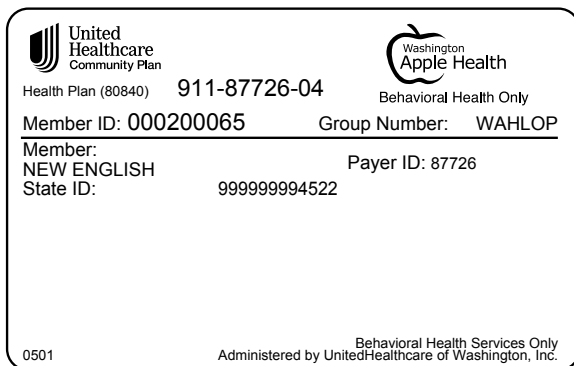 United
Healthcare
Community Plan
Washington
Apple Health
Health Plan (80840) 911-87726-04
Behavioral Health Only
Member ID: 000200065 Group Number: WAHLOP
Member:
NEW ENGLISH
Payer ID: 87726
State ID: 999999994522
Behavioral Health Services Only
0501 Administered by UnitedHealthcare of Washington, Inc.